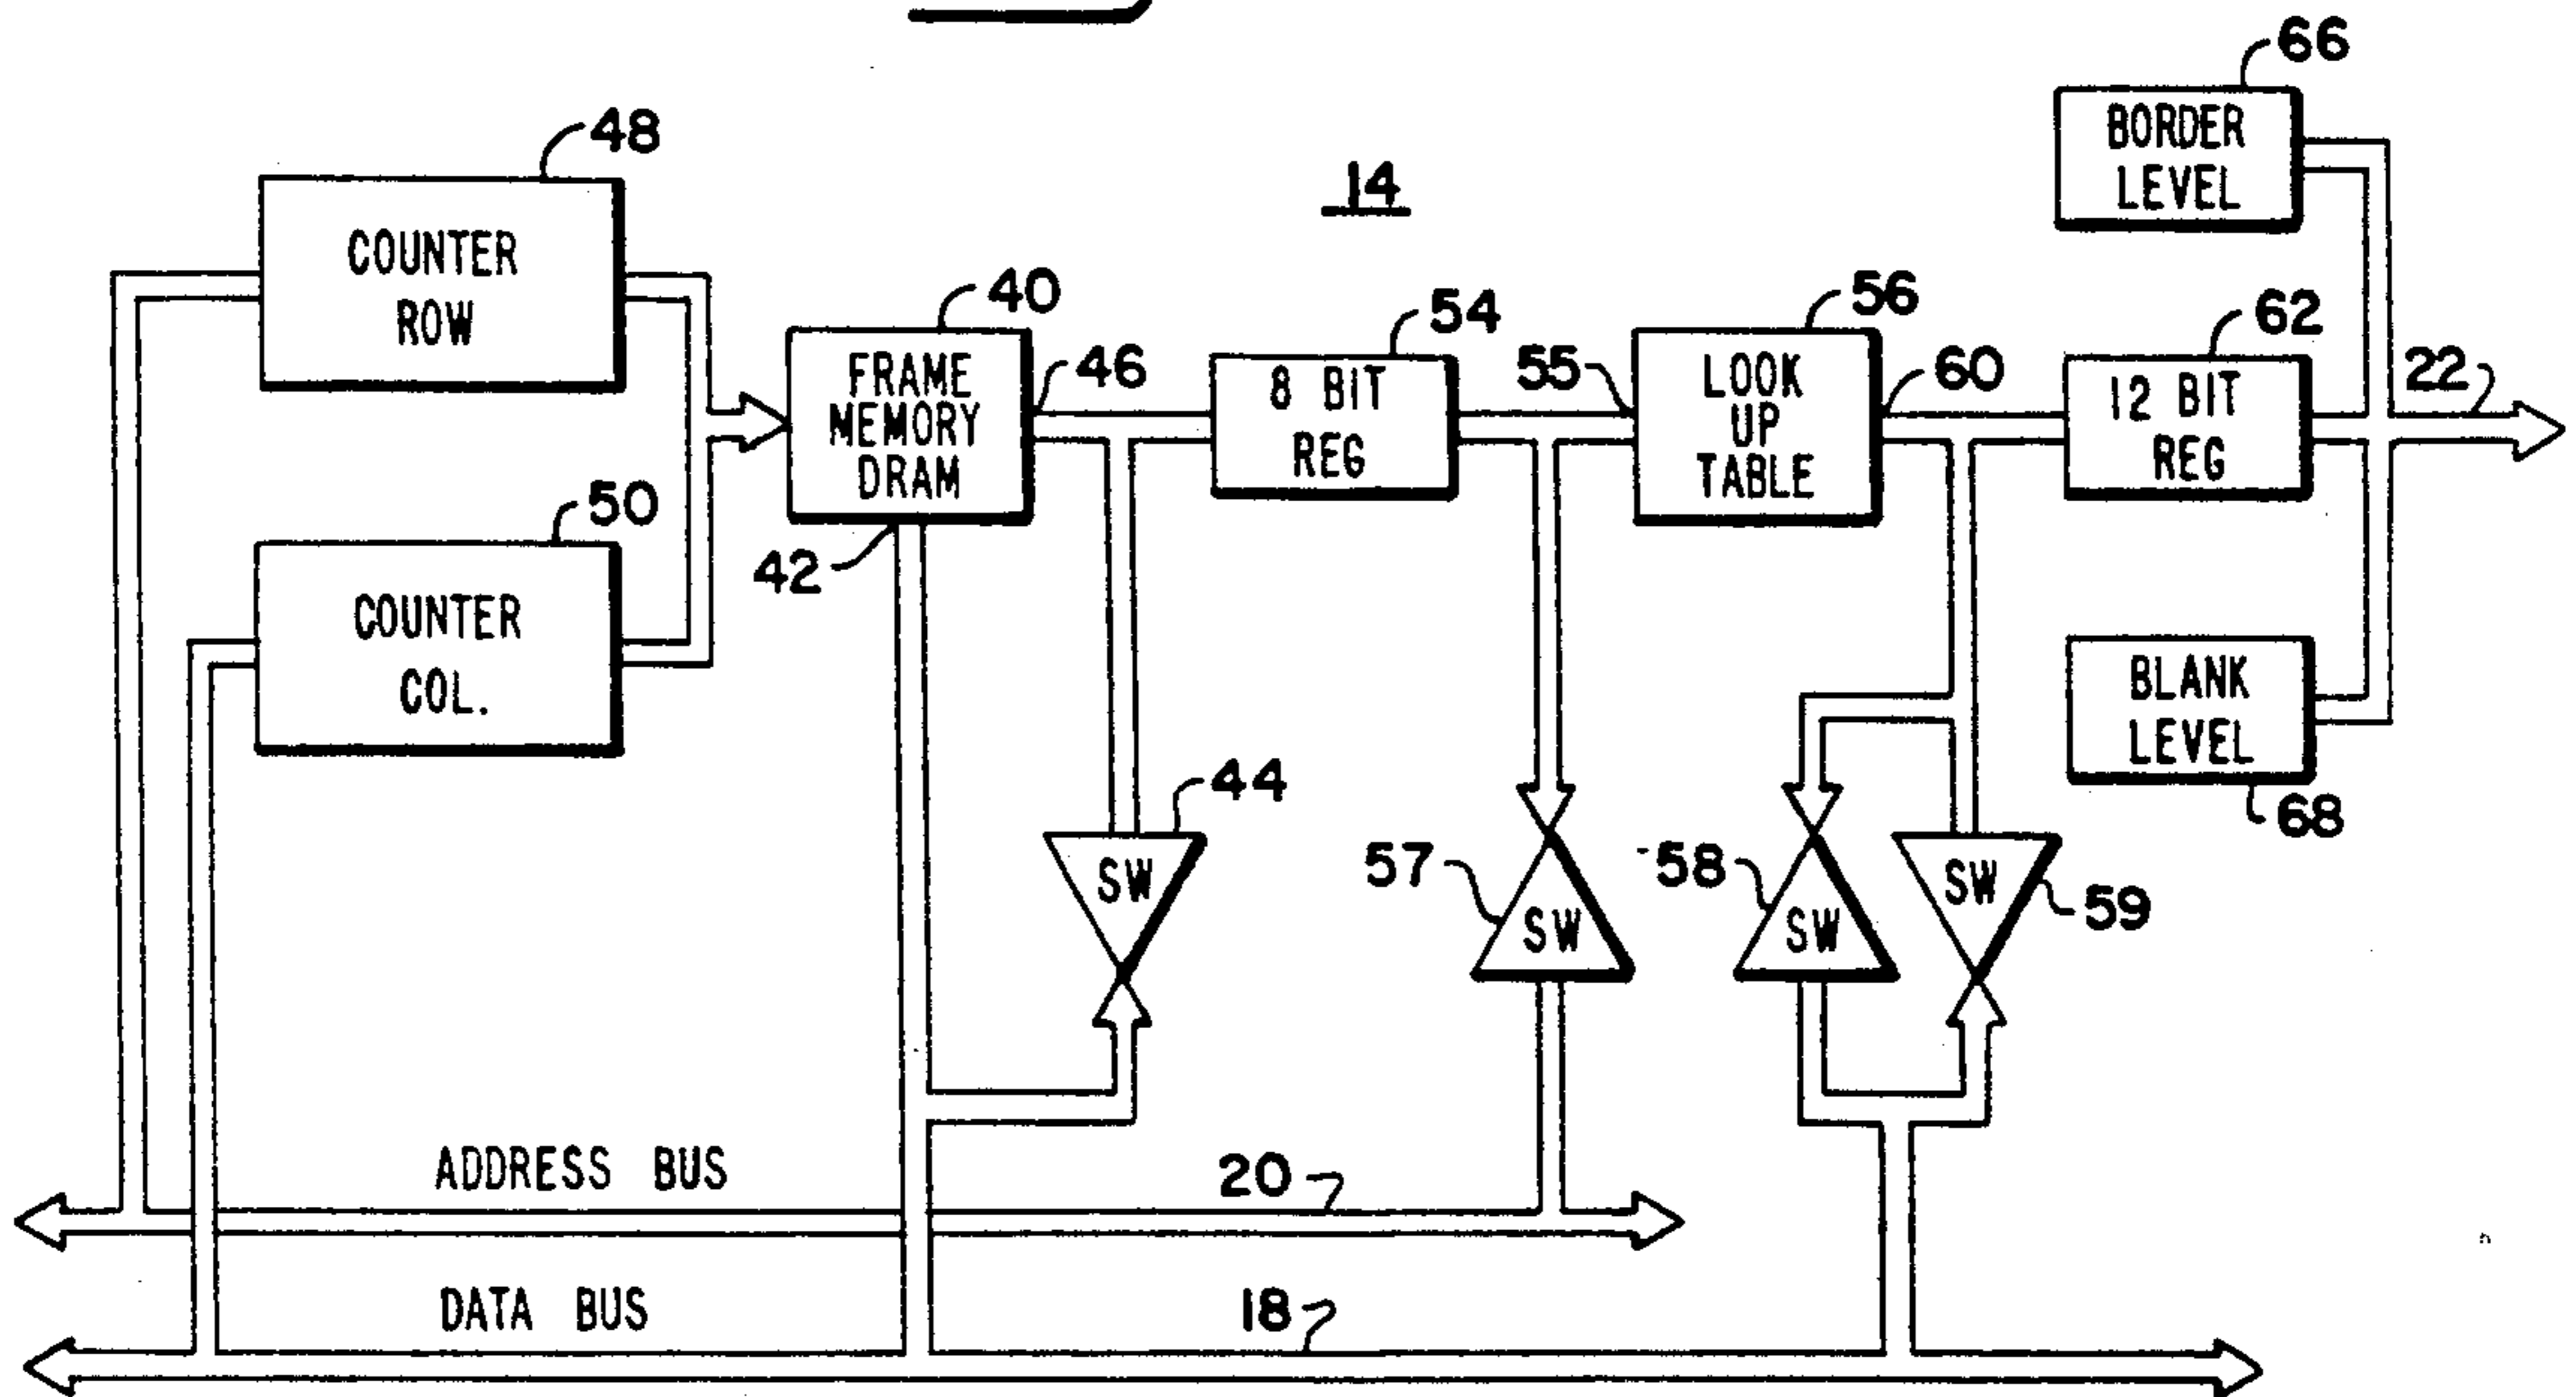 66
BORDER
LEVEL
48
14
COUNTER
ROW
40
FRAME
MEMORY
DRAM
46
54
8 BIT
REG
55
56
LOOK
UP
TABLE
60
62
12 BIT
REG
22
50
COUNTER
COL.
42
BLANK
LEVEL
68
44
SW
57
SW
58
SW
SW
59
ADDRESS BUS
20
DATA BUS
18